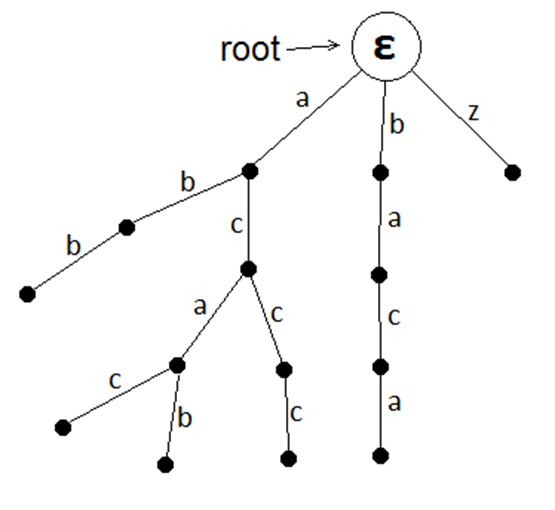 root ε
a b z
b
c a
b
a c c
c b c a